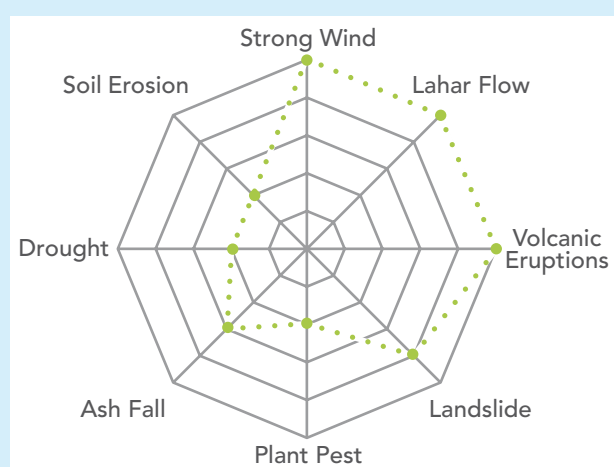 Strong Wind
Soil Erosion
Lahar Flow
Drought
Volcanic
Eruptions
Ash Fall
Landslide
Plant Pest